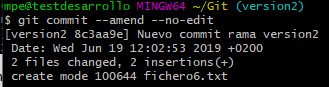 mpe@testdesarrollo MINGW64 ~/Git (version2)
$ git commit --amend --no-edit
[version2 8c3aa9e] Nuevo commit rama version2
Date: Wed Jun 19 12:02:53 2019 +0200
2 files changed, 2 insertions(+)
create mode 100644 fichero6.txt